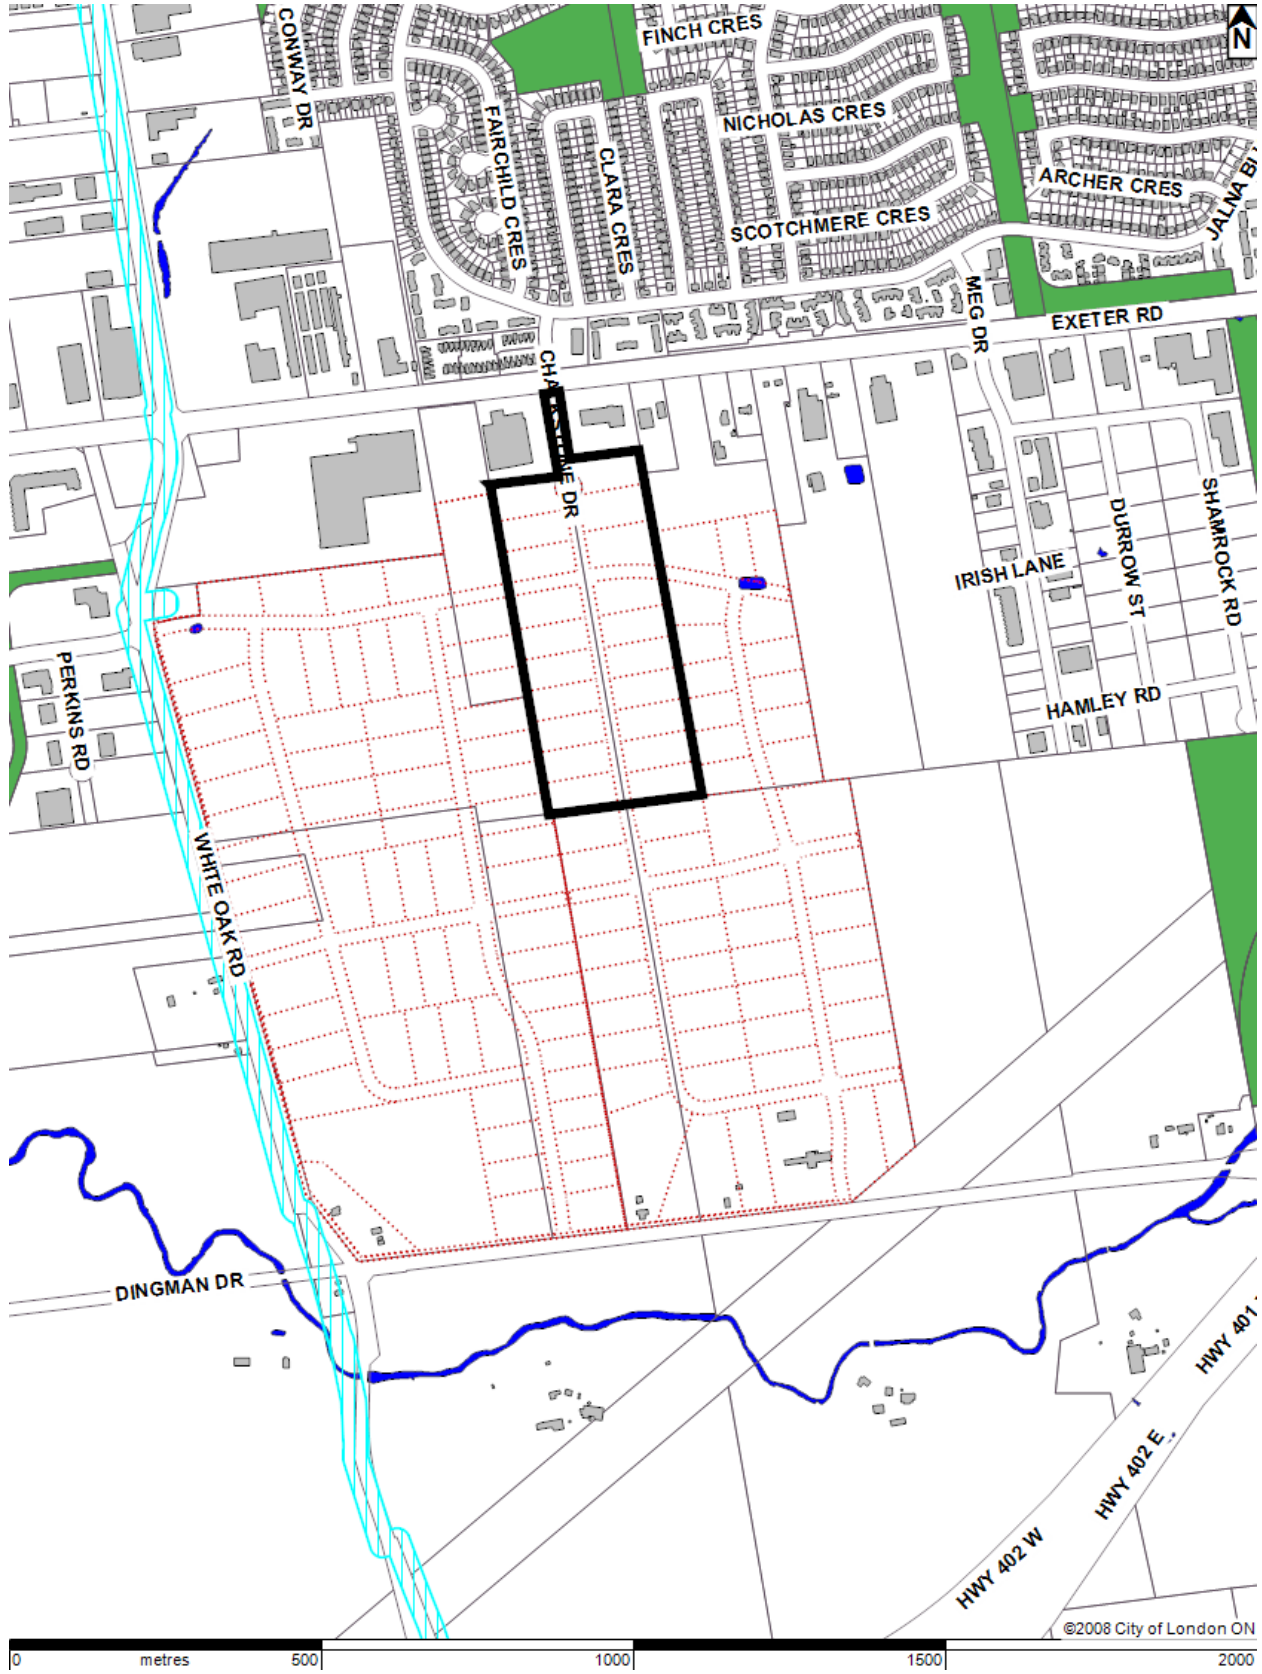 N
CONWAY DR
FINCH CRES
NICHOLAS CRES
FAIRCHILD CRES
CLARA CRES
SCOTCHMERE CRES
ARCHER CRES
MEG DR
EXETER RD
DURROW ST
SHAMROCK RD
IRISH LANE
HAMLEY RD
PERKINS RD
WHITE OAK RD
DINGMAN DR
HWY 401
HWY 402 E
HWY 402 W
©2008 City of London ON
0 metres 500 1000 1500 2000